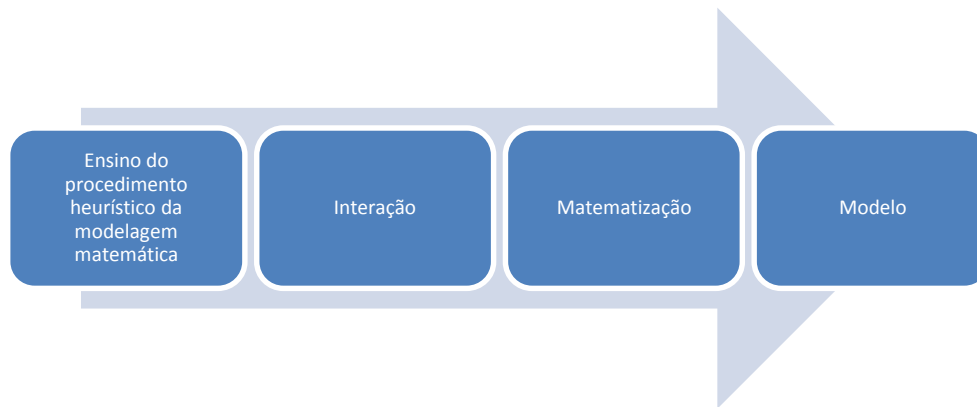 Ensino do
procedimento
heurístico da
modelagem
matemática
Interação
Matematização
Modelo